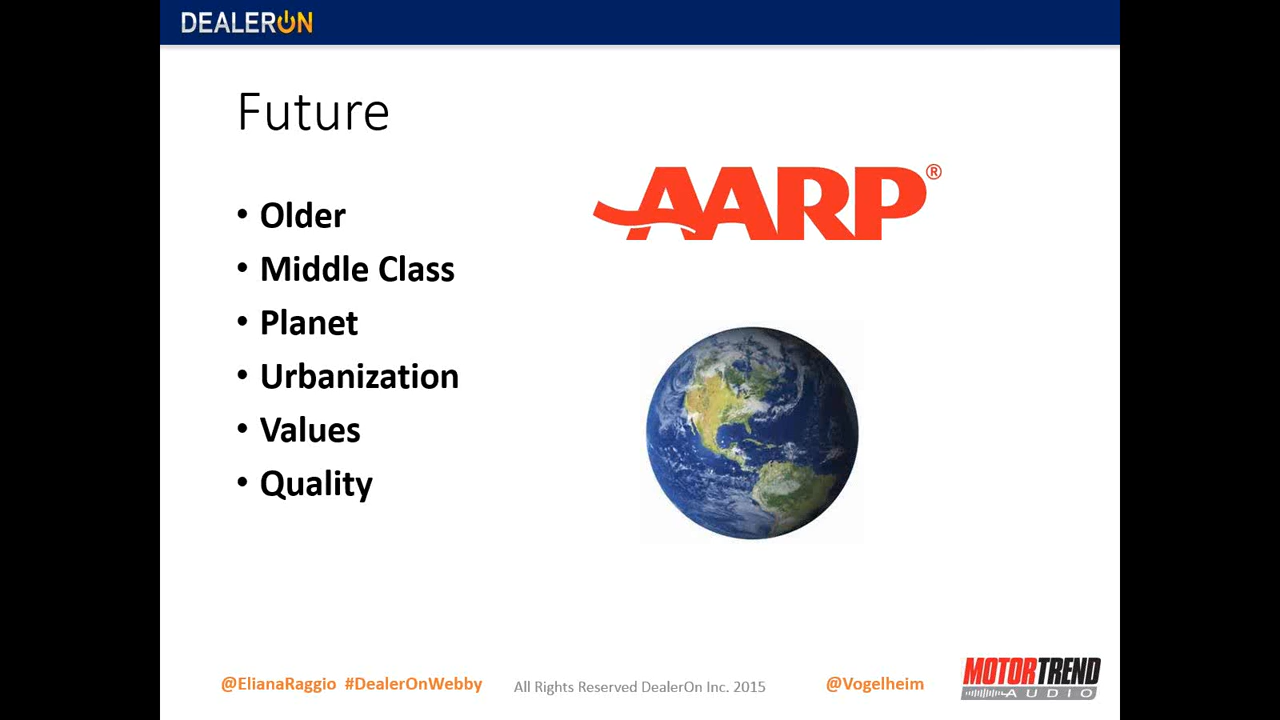 DEALERON
Future
• Older
• Middle Class
• Planet
• Urbanization
• Values
• Quality
AARP®
@ElianaRaggio #DealerOnWebby
All Rights Reserved DealerOn Inc. 2015
@Vogelheim
MOTORTREND
AUDIO